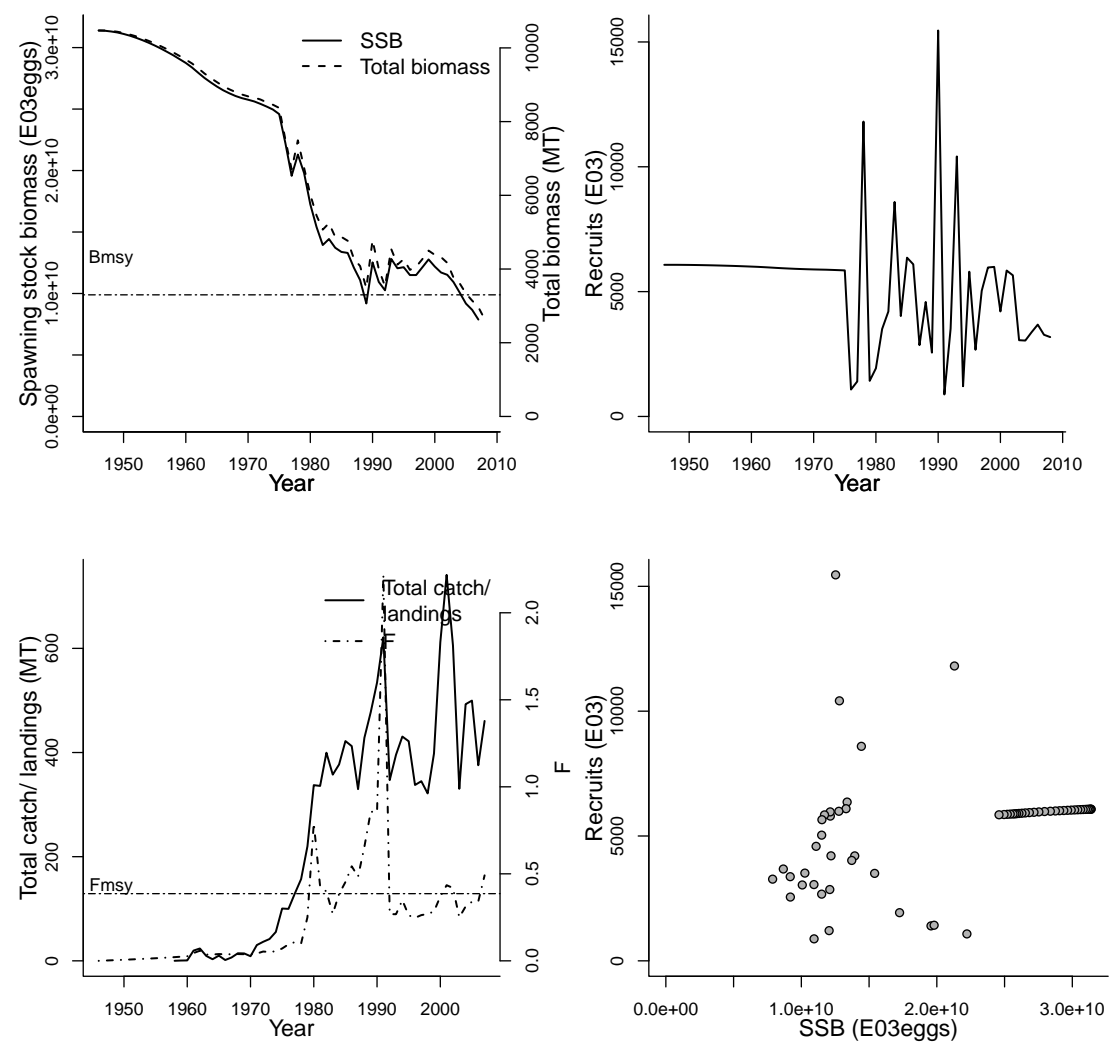 SSB
Total biomass
Spawning stock biomass (E03eggs)
0.0e+00
1.0e+10
2.0e+10
3.0e+10
Bmsy
Total biomass (MT)
0
2000
4000
6000
8000
10000
1950 1960 1970 1980 1990 2000 2010
Year
Recruits (E03)
0
5000
10000
15000
1950 1960 1970 1980 1990 2000 2010
Year
Total catch/
landings
F
Total catch/ landings (MT)
0
200
400
600
Fmsy
F
0.0
0.5
1.0
1.5
2.0
1950 1960 1970 1980 1990 2000
Year
Recruits (E03)
0
5000
10000
15000
0.0e+00 1.0e+10 2.0e+10 3.0e+10
SSB (E03eggs)